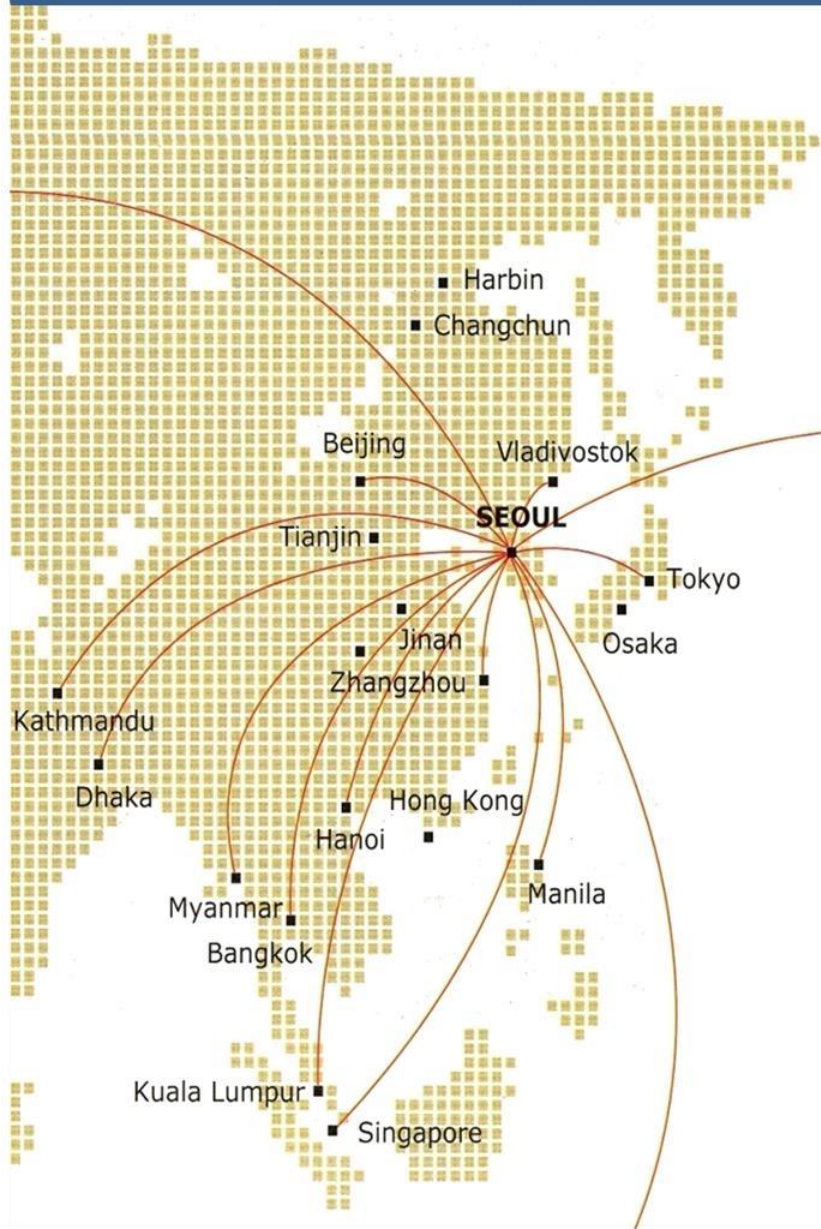 Harbin
Changchun
Beijing
Vladivostok
SEOUL
Tianjin
Tokyo
Jinan
Osaka
Zhangzhou
Kathmandu
Dhaka
Hong Kong
Hanoi
Manila
Myanmar
Bangkok
Kuala Lumpur
Singapore